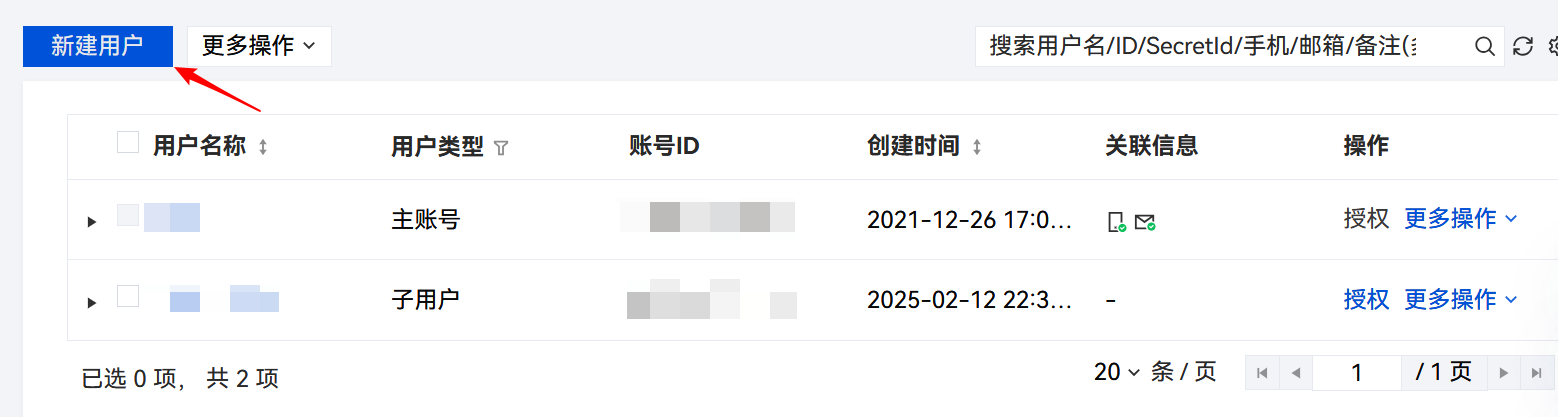 新建用户 更多操作 搜索用户名/ID/SecretId/手机/邮箱/备注(
用户名称 用户类型 账号ID 创建时间 关联信息 操作
主账号 2021-12-26 17:0... 授权 更多操作
子用户 2025-02-12 22:3... - 授权 更多操作
已选 0 项， 共 2 项 20 条 / 页 1 / 1 页